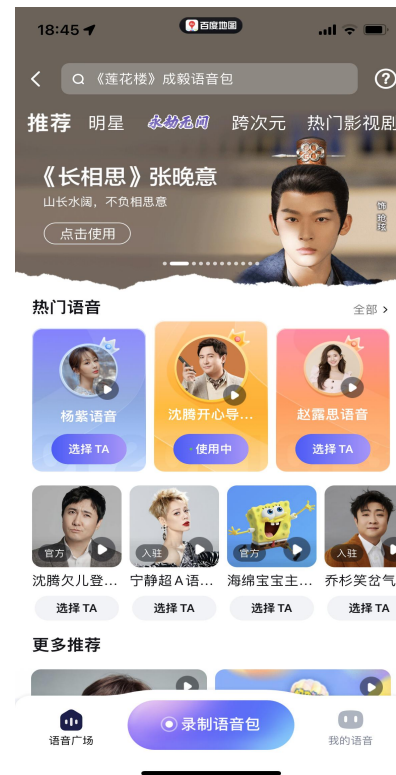 18:45
百度地图
《莲花楼》成毅语音包
推荐 明星 永劫无间 跨次元 热门影视剧
《长相思》张晚意
山长水阔，不负相思意
点击使用
饰 玱玹
热门语音
全部
杨紫语音
沈腾开心导...
赵露思语音
选择 TA
使用中
选择 TA
官方
入驻
官方
入驻
沈腾欠儿登...
宁静超A语...
海绵宝宝主...
乔杉笑岔气
选择 TA
选择 TA
选择 TA
选择 TA
更多推荐
录制语音包
语音广场
我的语音